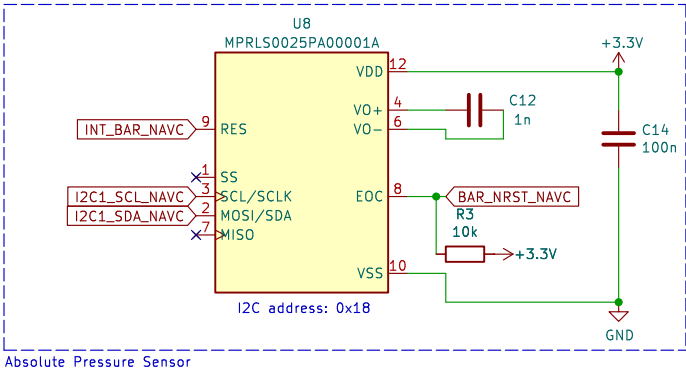 U8
MPRLS0025PA00001A
+3.3V
VDD 12
VO+ 4
C12
1n
VO- 6
INT_BAR_NAVC 9 RES
C14
100n
1 SS
I2C1_SCL_NAVC 3 SCL/SCLK
EOC 8 BAR_NRST_NAVC
I2C1_SDA_NAVC 2 MOSI/SDA
R3
10k
7 MISO
+3.3V
VSS 10
I2C address: 0x18
GND
Absolute Pressure Sensor